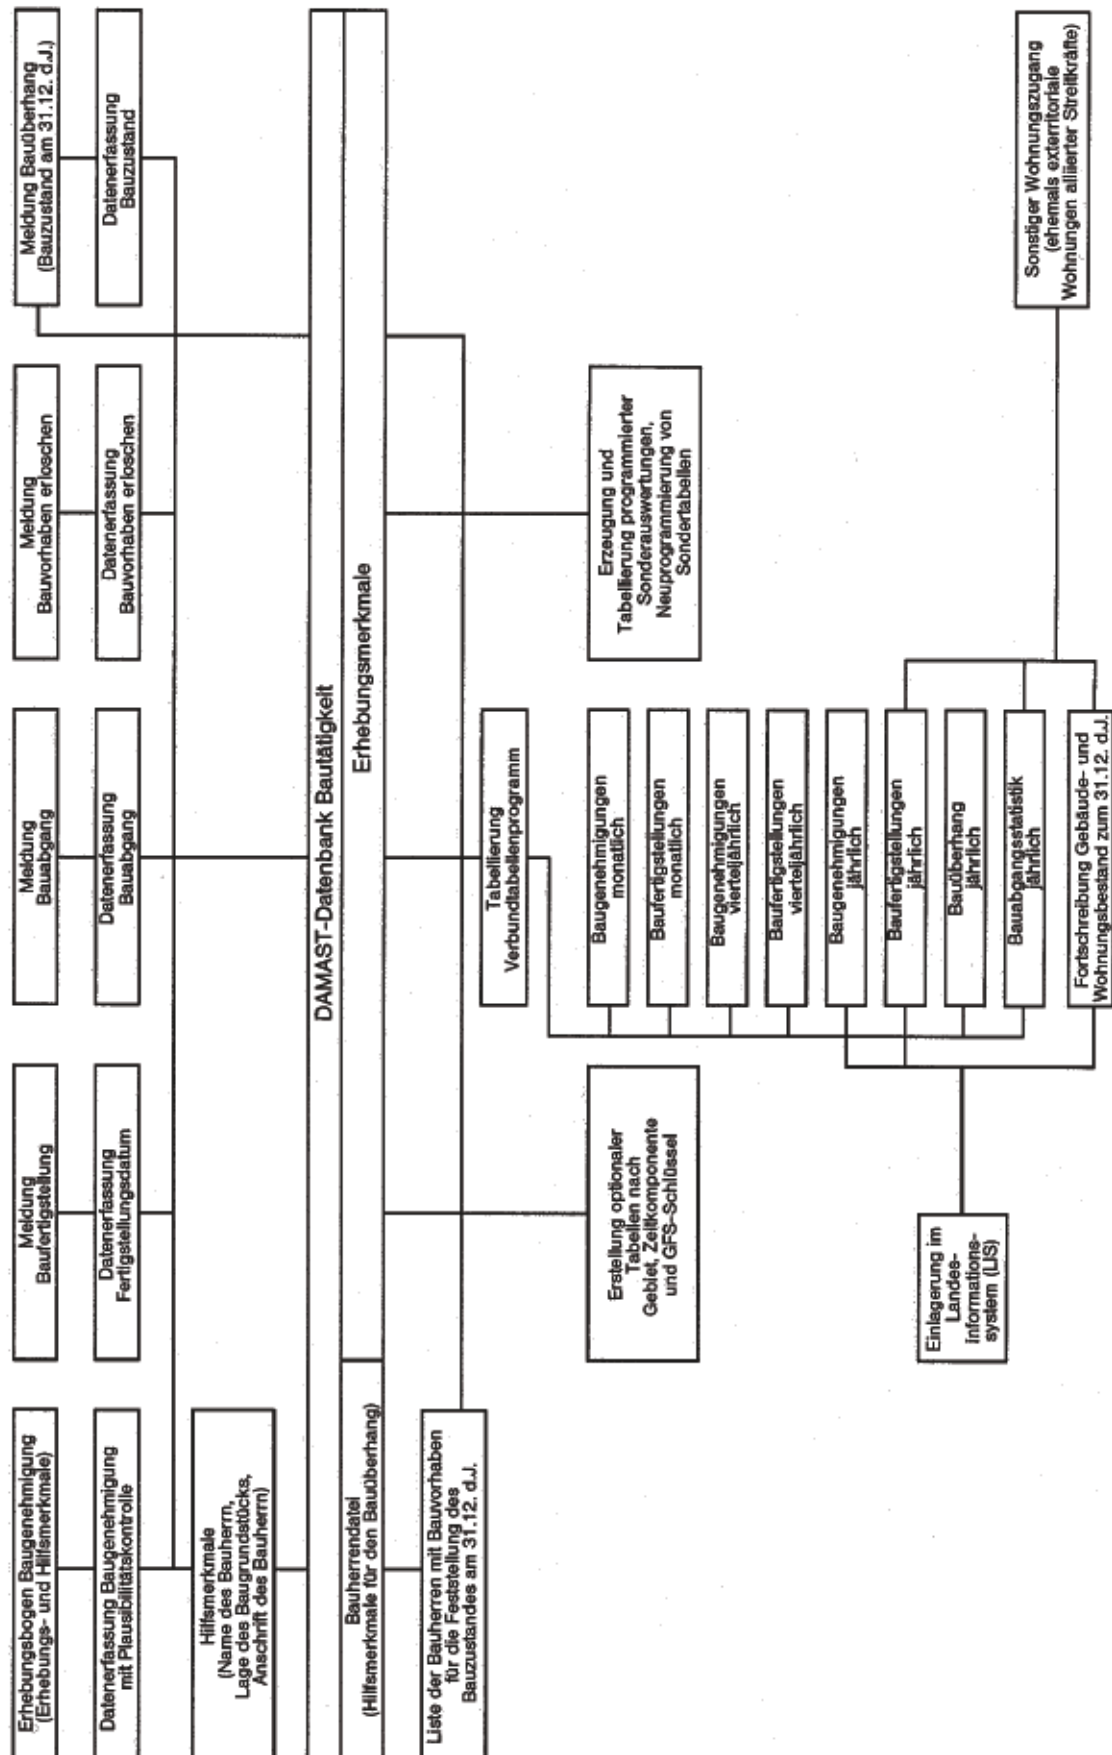 Erhebungsbogen Baugenehmigung
(Erhebungs- und Hilfsmerkmale)
Meldung
Baufertigstellung
Meldung
Bauabgang
Meldung
Bauvorhaben erloschen
Meldung Bauüberhang
(Bauzustand am 31.12. d.J.)
Datenerfassung Baugenehmigung
mit Plausibilitätskontrolle
Datenerfassung
Fertigstellungsdatum
Datenerfassung
Bauabgang
Datenerfassung
Bauvorhaben erloschen
Datenerfassung
Bauzustand
Hilfsmerkmale
(Name des Bauherrn,
Lage des Baugrundstücks,
Anschrift des Bauherrn)
DAMAST-Datenbank Bautätigkeit
Bauherrendatei
(Hilfsmerkmale für den Bauüberhang)
Erhebungsmerkmale
Liste der Bauherren mit Bauvorhaben
für die Feststellung des
Bauzustandes am 31.12. d.J.
Tabellierung
Verbundtabellenprogramm
Erstellung optionaler
Tabellen nach
Gebiet, Zeitkomponente
und GFS-Schlüssel
Baugenehmigungen
monatlich
Baufertigstellungen
monatlich
Baugenehmigungen
vierteljährlich
Baufertigstellungen
vierteljährlich
Baugenehmigungen
jährlich
Baufertigstellungen
jährlich
Bauüberhang
jährlich
Bauabgangsstatistik
jährlich
Fortschreibung Gebäude- und
Wohnungsbestand zum 31.12. d.J.
Erzeugung und
Tabellierung programmierter
Sonderauswertungen,
Neuprogrammierung von
Sondertabellen
Einlagerung im
Landes-
informations-
system (LIS)
Sonstiger Wohnungszugang
(ehemals exterritoriale
Wohnungen alliierter Streitkräfte)